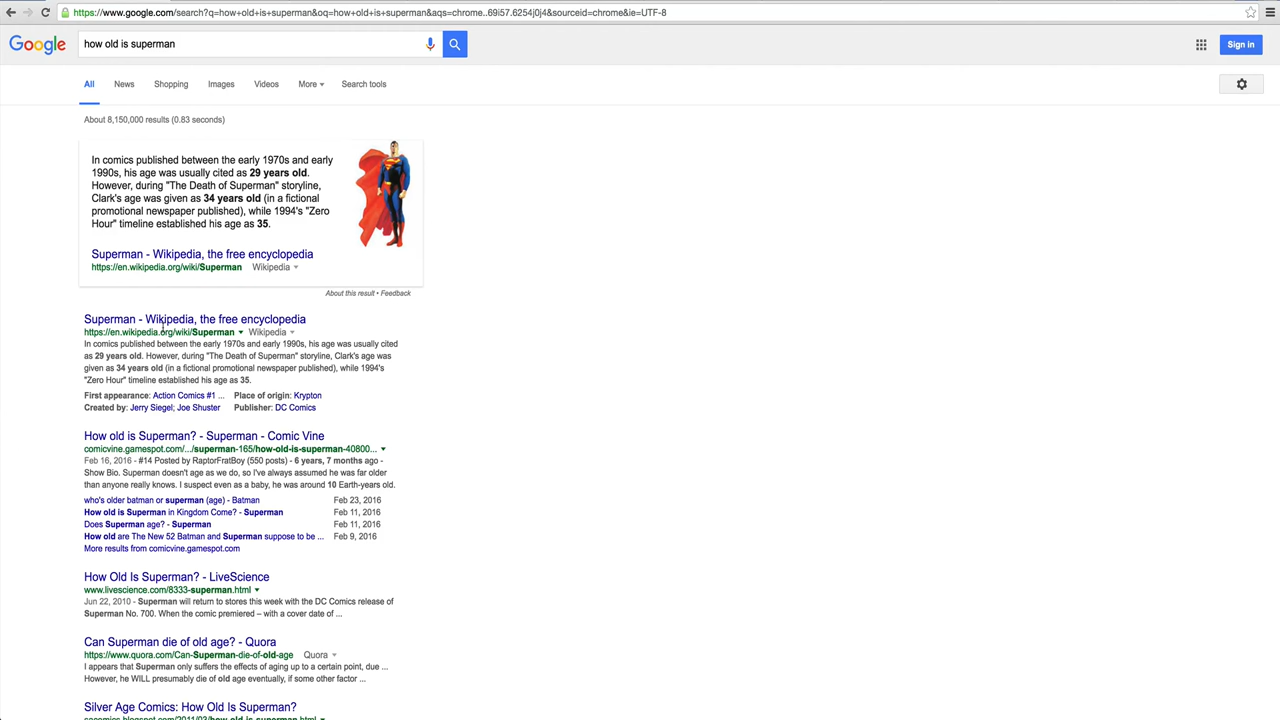 https://www.google.com/search?q=how+old+is+superman&oq=how+old+is+superman&aqs=chrome..69i57.6254j0j4&sourceid=chrome&ie=UTF-8
Google how old is superman Sign in
All News Shopping Images Videos More Search tools
About 8,150,000 results (0.83 seconds)
In comics published between the early 1970s and early
1990s, his age was usually cited as 29 years old.
However, during "The Death of Superman" storyline,
Clark's age was given as 34 years old (in a fictional
promotional newspaper published), while 1994's "Zero
Hour" timeline established his age as 35.
Superman - Wikipedia, the free encyclopedia
https://en.wikipedia.org/wiki/Superman Wikipedia
About this result • Feedback
Superman - Wikipedia, the free encyclopedia
https://en.wikipedia.org/wiki/Superman Wikipedia
In comics published between the early 1970s and early 1990s, his age was usually cited
as 29 years old. However, during "The Death of Superman" storyline, Clark's age was
given as 34 years old (in a fictional promotional newspaper published), while 1994's
"Zero Hour" timeline established his age as 35.
First appearance: Action Comics #1 ... Place of origin: Krypton
Created by: Jerry Siegel; Joe Shuster Publisher: DC Comics
How old is Superman? - Superman - Comic Vine
comicvine.gamespot.com/.../superman-165/how-old-is-superman-40800...
Feb 16, 2016 - #14 Posted by RaptorFratBoy (550 posts) - 6 years, 7 months ago -
Show Bio. Superman doesn't age as we do, so I've always assumed he was far older
than anyone really knows. I suspect even as a baby, he was around 10 Earth-years old.
who's older batman or superman (age) - Batman Feb 23, 2016
How old is Superman in Kingdom Come? - Superman Feb 11, 2016
Does Superman age? - Superman Feb 11, 2016
How old are The New 52 Batman and Superman suppose to be ... Feb 9, 2016
More results from comicvine.gamespot.com
How Old Is Superman? - LiveScience
www.livescience.com/8333-superman.html
Jun 22, 2010 - Superman will return to stores this week with the DC Comics release of
Superman No. 700. When the comic premiered – with a cover date of ...
Can Superman die of old age? - Quora
https://www.quora.com/Can-Superman-die-of-old-age Quora
I appears that Superman only suffers the effects of aging up to a certain point, due ...
However, he WILL presumably die of old age eventually, if some other factor ...
Silver Age Comics: How Old Is Superman?
sacomics.blogspot.com/2011/03/how-old-is-superman.html